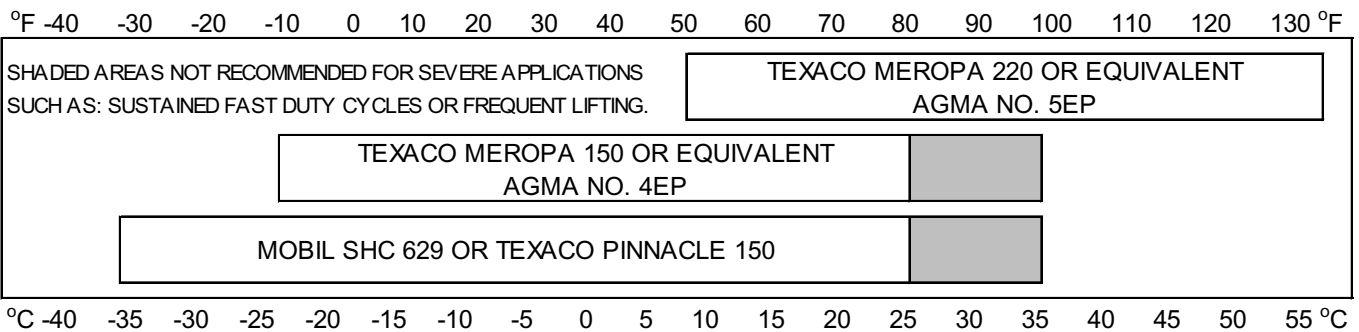 °F -40 -30 -20 -10 0 10 20 30 40 50 60 70 80 90 100 110 120 130 °F
SHADED AREAS NOT RECOMMENDED FOR SEVERE APPLICATIONS
SUCH AS: SUSTAINED FAST DUTY CYCLES OR FREQUENT LIFTING.
TEXACO MEROPA 220 OR EQUIVALENT
AGMA NO. 5EP
TEXACO MEROPA 150 OR EQUIVALENT
AGMA NO. 4EP
MOBIL SHC 629 OR TEXACO PINNACLE 150
°C -40 -35 -30 -25 -20 -15 -10 -5 0 5 10 15 20 25 30 35 40 45 50 55 °C